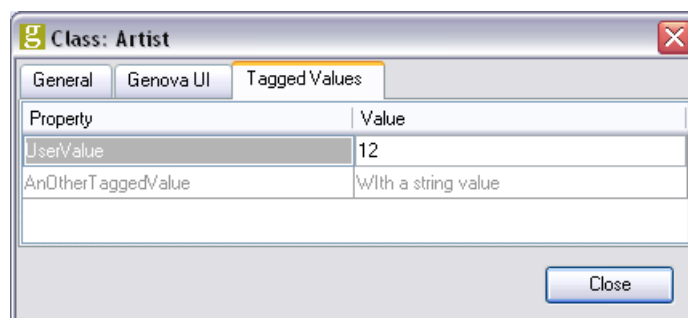 g Class: Artist
General Genova UI Tagged Values
Property Value
UserValue 12
AnOtherTaggedValue WIth a string value
Close